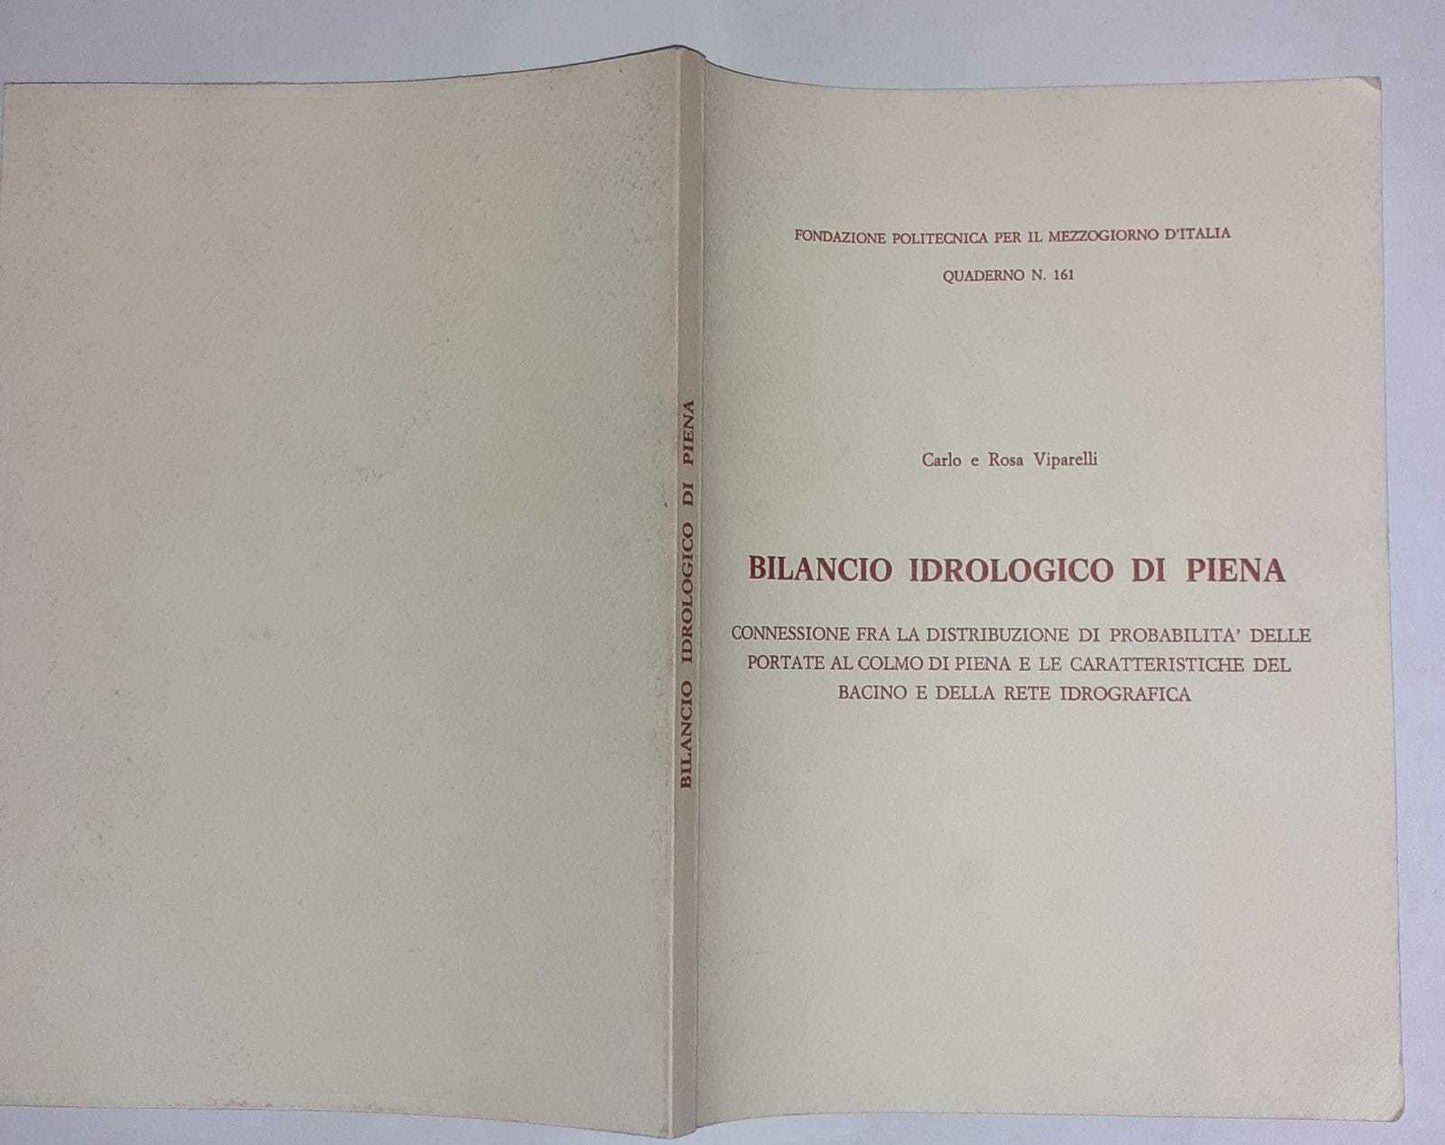 BILANCIO IDROLOGICO DI PIENA
FONDAZIONE POLITECNICA PER IL MEZZOGIORNO D'ITALIA
QUADERNO N. 161
Carlo e Rosa Viparelli
BILANCIO IDROLOGICO DI PIENA
CONNESSIONE FRA LA DISTRIBUZIONE DI PROBABILITA' DELLE
PORTATE AL COLMO DI PIENA E LE CARATTERISTICHE DEL
BACINO E DELLA RETE IDROGRAFICA